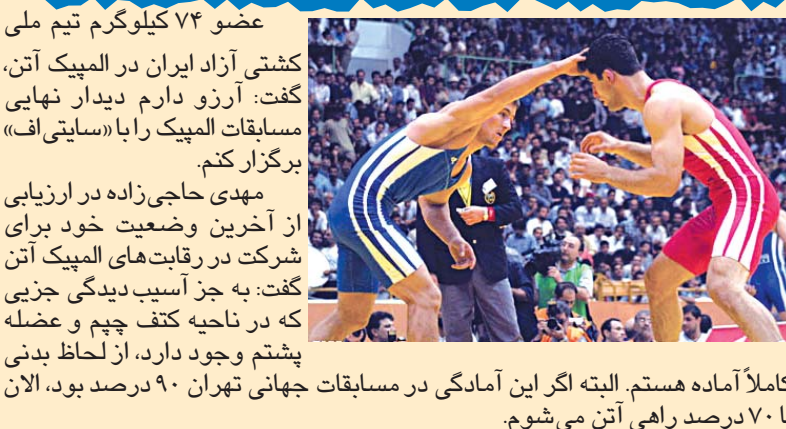 عضو ۷۴ کیلوگرم تیم ملی
کشتی آزاد ایران در المپیک آتن،
گفت: آرزو دارم دیدار نهایی
مسابقات المپیک را با «سایتی‌اف»
برگزار کنم.
مهدی حاجی‌زاده در ارزیابی
از آخرین وضعیت خود برای
شرکت در رقابت‌های المپیک آتن
گفت: به جز آسیب‌دیدگی جزیی
که در ناحیه کتف چپم و عضله
پشتم وجود دارد، از لحاظ بدنی
کاملاً آماده هستم. البته اگر این آمادگی در مسابقات جهانی تهران ۹۰ درصد بود، الان
با ۷۰ درصد راهی آتن می‌شوم.